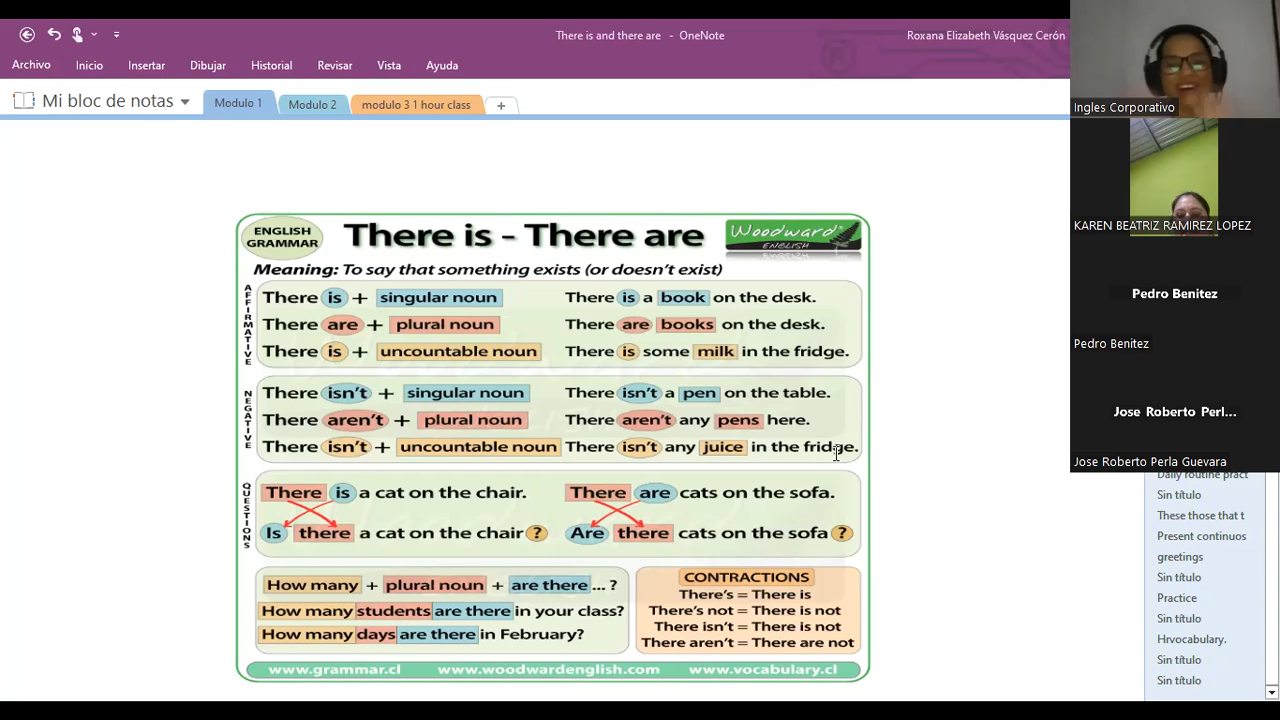 There is and there are - OneNote
Roxana Elizabeth Vásquez Cerón
Archivo Inicio Insertar Dibujar Historial Revisar Vista Ayuda
Mi bloc de notas
Modulo 1
Modulo 2
modulo 3 1 hour class
+
ENGLISH
GRAMMAR
There is - There are
Woodward
ENGLISH
Meaning: To say that something exists (or doesn't exist)
AFFIRMATIVE
There is + singular noun There is a book on the desk.
There are + plural noun There are books on the desk.
There is + uncountable noun There is some milk in the fridge.
NEGATIVE
There isn't + singular noun There isn't a pen on the table.
There aren't + plural noun There aren't any pens here.
There isn't + uncountable noun There isn't any juice in the fridge.
QUESTIONS
There is a cat on the chair. There are cats on the sofa.
Is there a cat on the chair ? Are there cats on the sofa ?
How many + plural noun + are there ... ?
How many students are there in your class?
How many days are there in February?
CONTRACTIONS
There's = There is
There's not = There is not
There isn't = There is not
There aren't = There are not
www.grammar.cl www.woodwardenglish.com www.vocabulary.cl
Ingles Corporativo
KAREN BEATRIZ RAMIREZ LOPEZ
Pedro Benitez
Pedro Benitez
Jose Roberto Perl...
Jose Roberto Perla Guevara
Daily routine pract
Sin título
These those that t
Present continuos
greetings
Sin título
Practice
Sin título
Hrvocabulary.
Sin título
Sin título